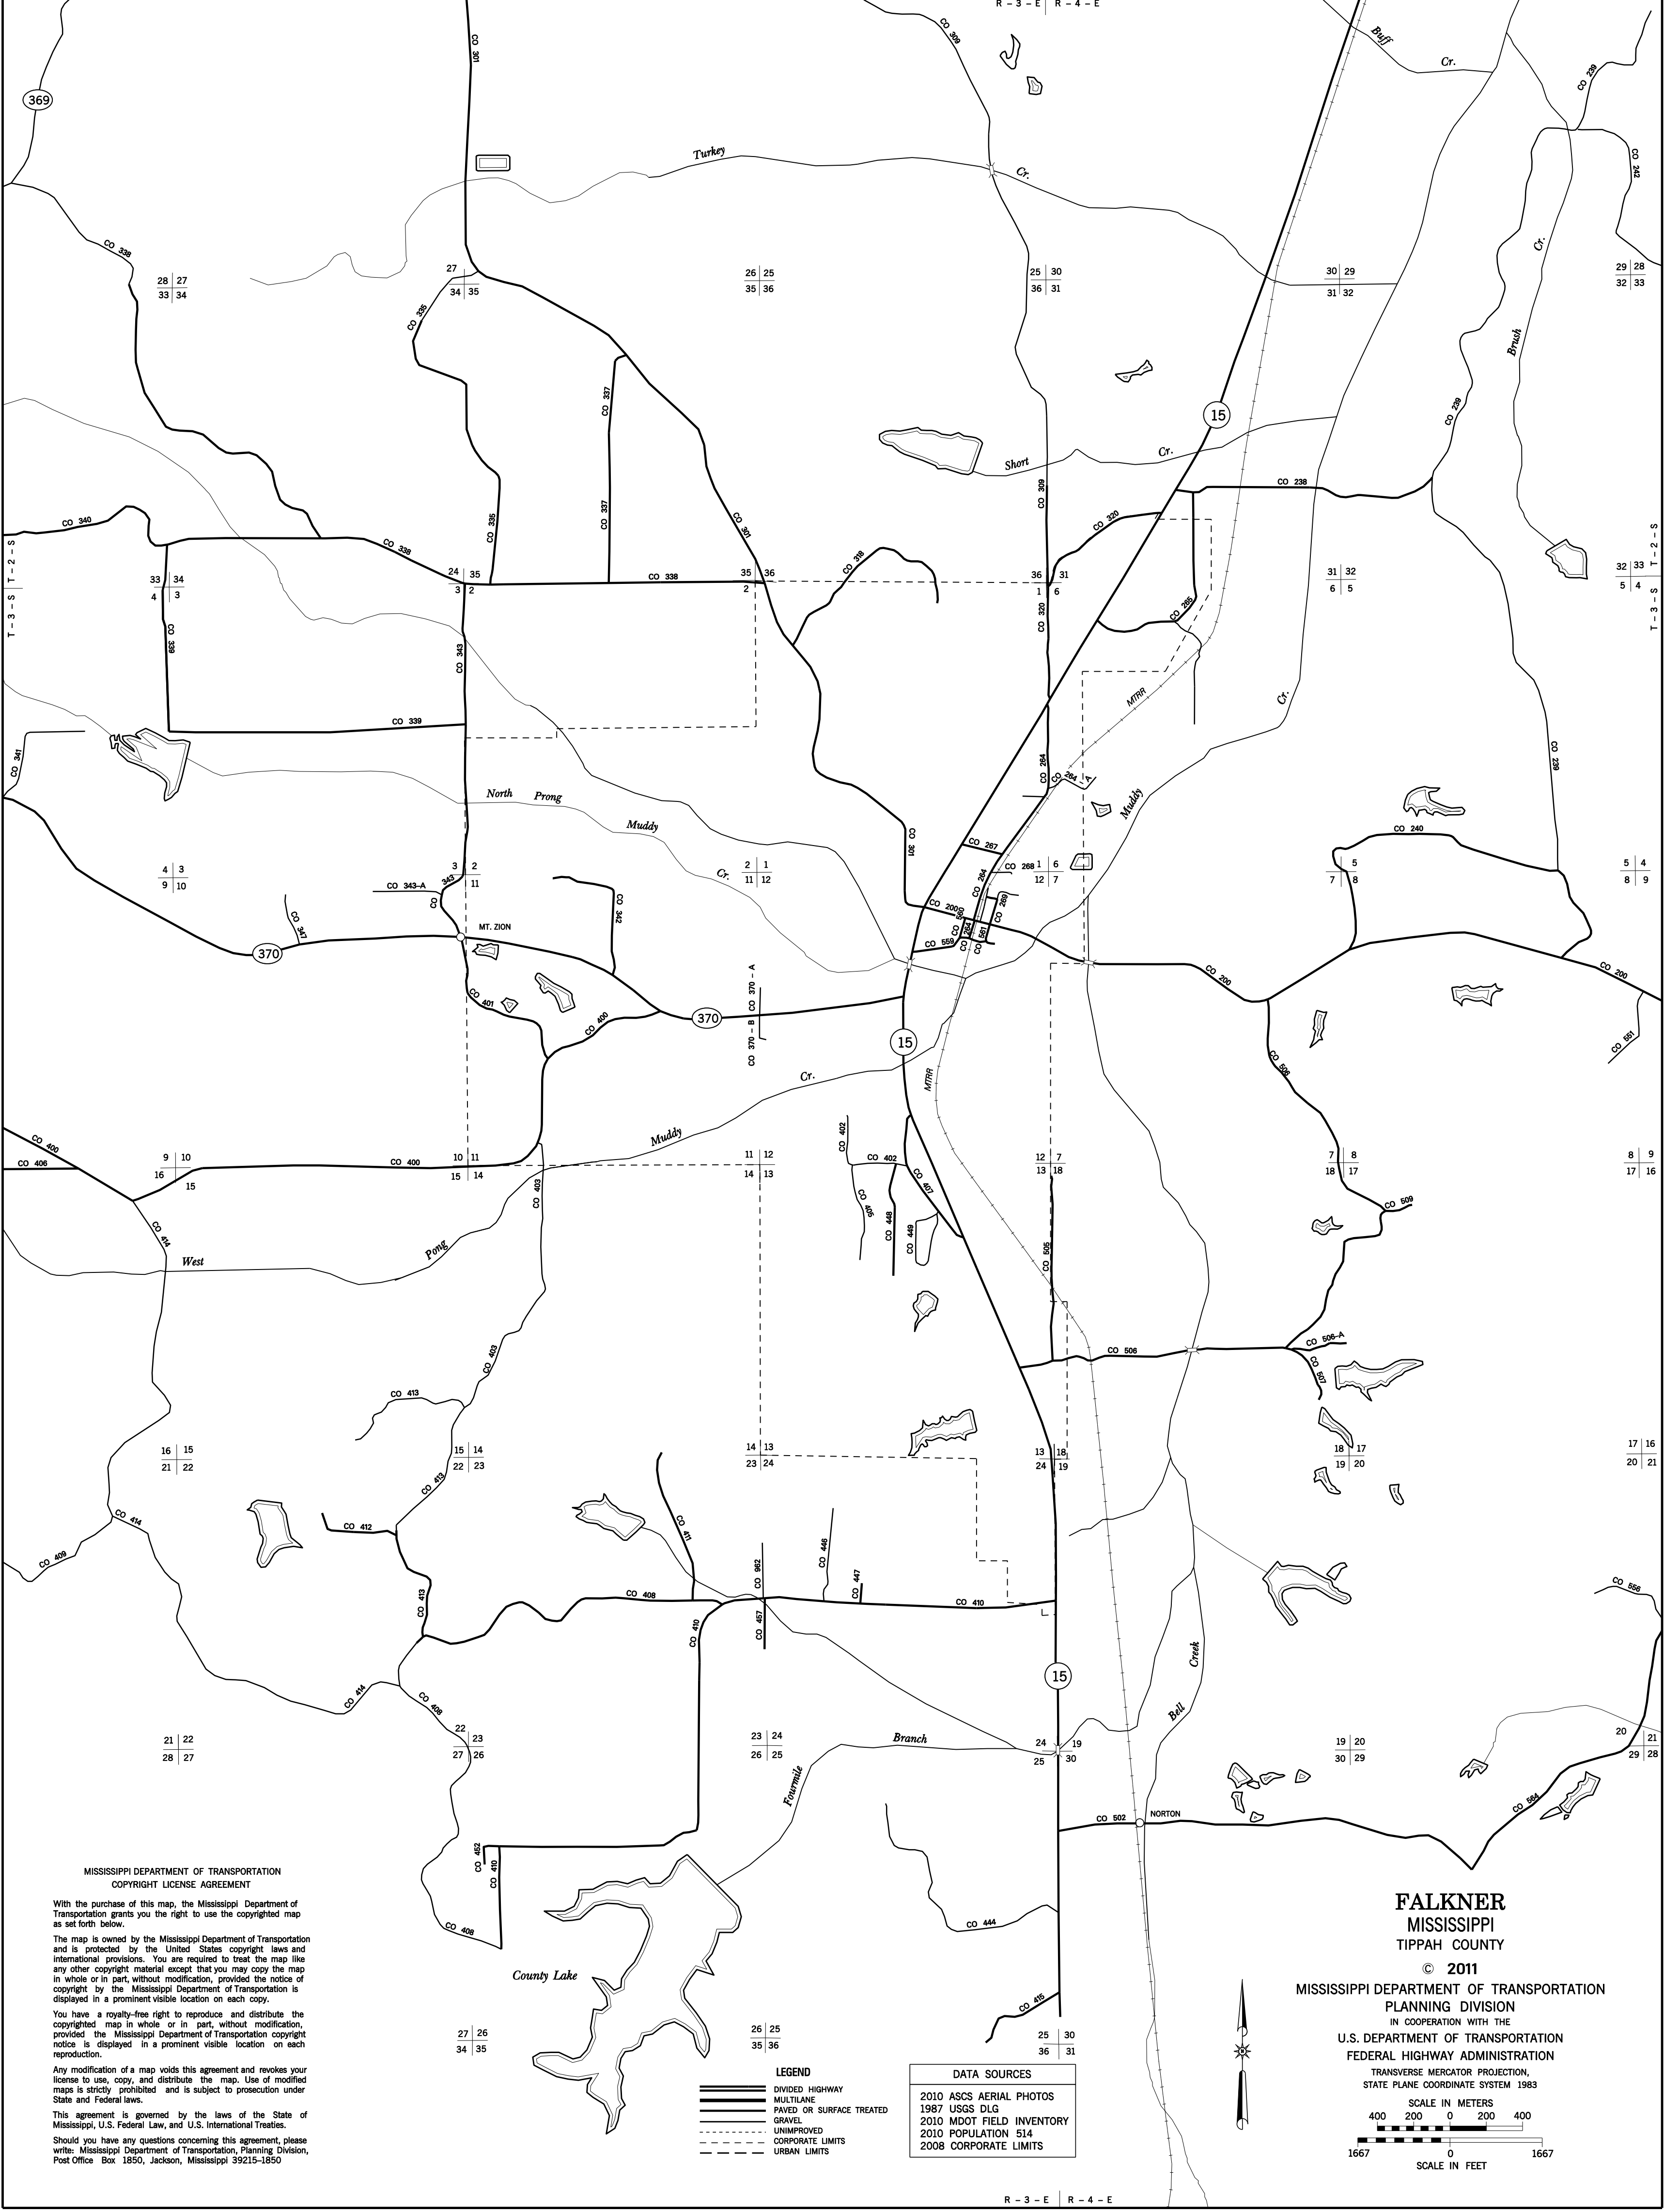 R - 3 - E R - 4 - E
CO 301
CO 309
Buff
Cr.
369
CO 239
Turkey
Cr.
CO 242
CO 338
Cr.
28 27
33 34
27
34 35
26 25
35 36
25 30
36 31
30 29
31 32
29 28
32 33
CO 335
Brush
CO 337
15
CO 239
Short
Cr.
CO 309
CO 238
CO 340
CO 335
CO 337
CO 301
CO 320
T - 3 - S T - 2 - S
CO 338
CO 318
T - 3 - S T - 2 - S
33 34
4 3
24 35
3 2
CO 338
35 36
2
36 31
1 6
31 32
6 5
32 33
5 4
CO 320
CO 265
CO 339
CO 343
MTRR
Cr.
CO 339
CO 341
CO 264
CO 264 - A
CO 239
North Prong
Muddy
Muddy
CO 240
CO 301
CO 267
4 3
9 10
3 2
11
2 1
11 12
Cr.
CO 268
1 6
12 7
5
7 8
5 4
8 9
CO 343-A
CO 343
CO 264
CO 342
CO 347
CO 200
CO 560
CO 269
CO 264
CO 561
CO 559
MT. ZION
370
CO 200
CO 200
CO 370 - A
CO 401
CO 400
370
CO 370 - B
15
CO 551
CO 506
MTRR
Cr.
Muddy
CO 400
CO 406
CO 402
CO 402
9 10
16
15
CO 400
10 11
15 14
11 12
14 13
12 7
13 18
7 8
18 17
8 9
17 16
CO 403
CO 407
CO 405
CO 448
CO 449
CO 509
CO 414
West
Pong
CO 505
CO 506
CO 506-A
CO 403
CO 507
CO 413
16 15
21 22
15 14
22 23
14 13
23 24
13 18
24 19
18 17
19 20
17 16
20 21
CO 413
CO 414
CO 412
CO 411
CO 409
CO 446
CO 962
CO 447
CO 413
CO 408
CO 410
CO 556
CO 410
CO 457
Creek
15
CO 414
CO 408
Bell
21 22
28 27
22
23
27 26
23 24
26 25
Branch
24 19
25 30
19 20
30 29
20
21
29 28
Fourmile
CO 502
NORTON
CO 564
CO 452
CO 410
CO 408
CO 444
County Lake
CO 415
27 26
34 35
26 25
35 36
25 30
36 31
MISSISSIPPI DEPARTMENT OF TRANSPORTATION
COPYRIGHT LICENSE AGREEMENT
With the purchase of this map, the Mississippi Department of
Transportation grants you the right to use the copyrighted map
as set forth below.
The map is owned by the Mississippi Department of Transportation
and is protected by the United States copyright laws and
international provisions. You are required to treat the map like
any other copyright material except that you may copy the map
in whole or in part, without modification, provided the notice of
copyright by the Mississippi Department of Transportation is
displayed in a prominent visible location on each copy.
You have a royalty–free right to reproduce and distribute the
copyrighted map in whole or in part, without modification,
provided the Mississippi Department of Transportation copyright
notice is displayed in a prominent visible location on each
reproduction.
Any modification of a map voids this agreement and revokes your
license to use, copy, and distribute the map. Use of modified
maps is strictly prohibited and is subject to prosecution under
State and Federal laws.
This agreement is governed by the laws of the State of
Mississippi, U.S. Federal Law, and U.S. International Treaties.
Should you have any questions concerning this agreement, please
write: Mississippi Department of Transportation, Planning Division,
Post Office Box 1850, Jackson, Mississippi 39215–1850
LEGEND
DIVIDED HIGHWAY
MULTILANE
PAVED OR SURFACE TREATED
GRAVEL
UNIMPROVED
CORPORATE LIMITS
URBAN LIMITS
DATA SOURCES
2010 ASCS AERIAL PHOTOS
1987 USGS DLG
2010 MDOT FIELD INVENTORY
2010 POPULATION 514
2008 CORPORATE LIMITS
FALKNER
MISSISSIPPI
TIPPAH COUNTY
© 2011
MISSISSIPPI DEPARTMENT OF TRANSPORTATION
PLANNING DIVISION
IN COOPERATION WITH THE
U.S. DEPARTMENT OF TRANSPORTATION
FEDERAL HIGHWAY ADMINISTRATION
TRANSVERSE MERCATOR PROJECTION,
STATE PLANE COORDINATE SYSTEM 1983
SCALE IN METERS
400 200 0 200 400
1667 0 1667
SCALE IN FEET
R - 3 - E R - 4 - E